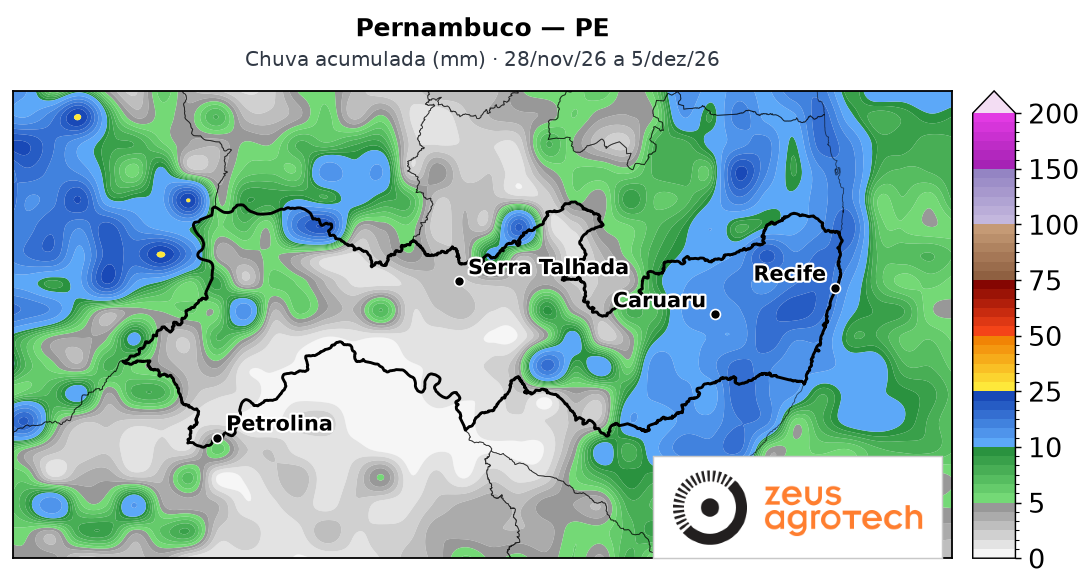 Pernambuco — PE
Chuva acumulada (mm) · 28/nov/26 a 5/dez/26
Serra Talhada
Recife
Caruaru
Petrolina
200
150
100
75
50
25
10
5
0
zeus
agrotech